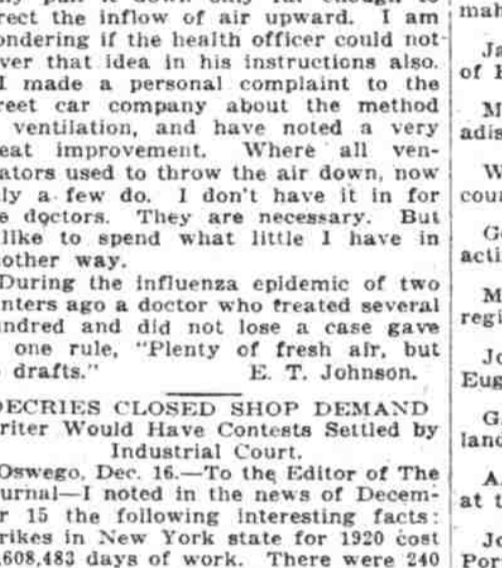 rect the inflow of air upward. I am
ondering if the health officer could not
ver that idea in his instructions also.
I made a personal complaint to the
reet car company about the method
ventilation, and have noted a very
eat improvement. Where all ven-
ators used to throw the air down, now
ly a few do. I don't have it in for
e doctors. They are necessary. But
like to spend what little I have in
other way.
During the influenza epidemic of two
nters ago a doctor who treated several
undred and did not lose a case gave
one rule, "Plenty of fresh air, but
drafts." E. T. Johnson.
DECRIES CLOSED SHOP DEMAND
riter Would Have Contests Settled by
Industrial Court.
Oswego, Dec. 16.—To the Editor of The
urnal—I noted in the news of Decem-
r 15 the following interesting facts:
rikes in New York state for 1920 cost
,608,483 days of work. There were 240
mah
Ja
of
M
adis
W
cour
Ge
acti
M
regi
Jo
Eug
G.
land
A.
at
Jo
Por